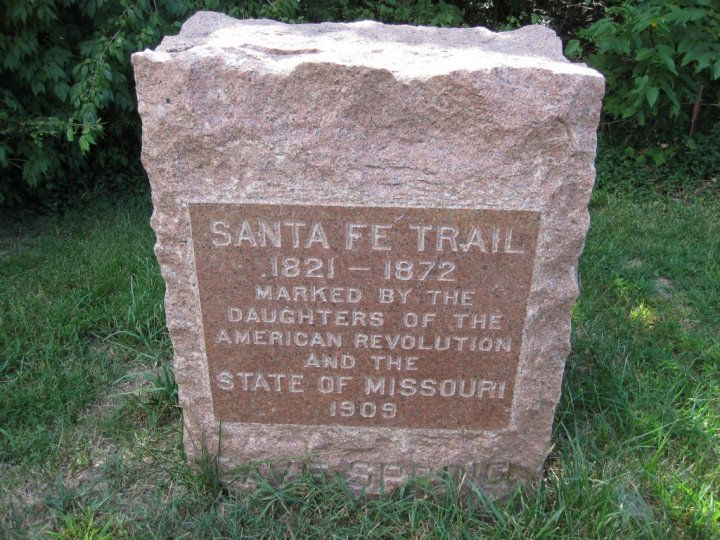 SANTA FE TRAIL
1821 - 1872
MARKED BY THE
DAUGHTERS OF THE
AMERICAN REVOLUTION
AND THE
STATE OF MISSOURI
1909
SPRING